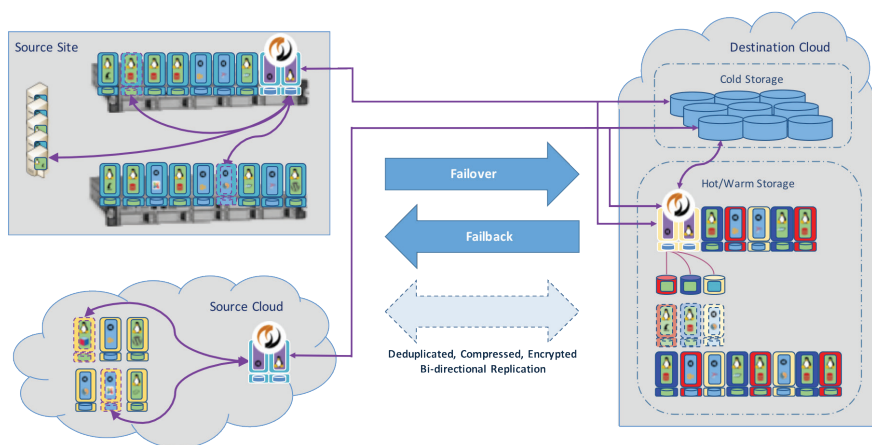 Source Site
Destination Cloud
Cold Storage
Failover
Hot/Warm Storage
Failback
Source Cloud
Deduplicated, Compressed, Encrypted
Bi-directional Replication